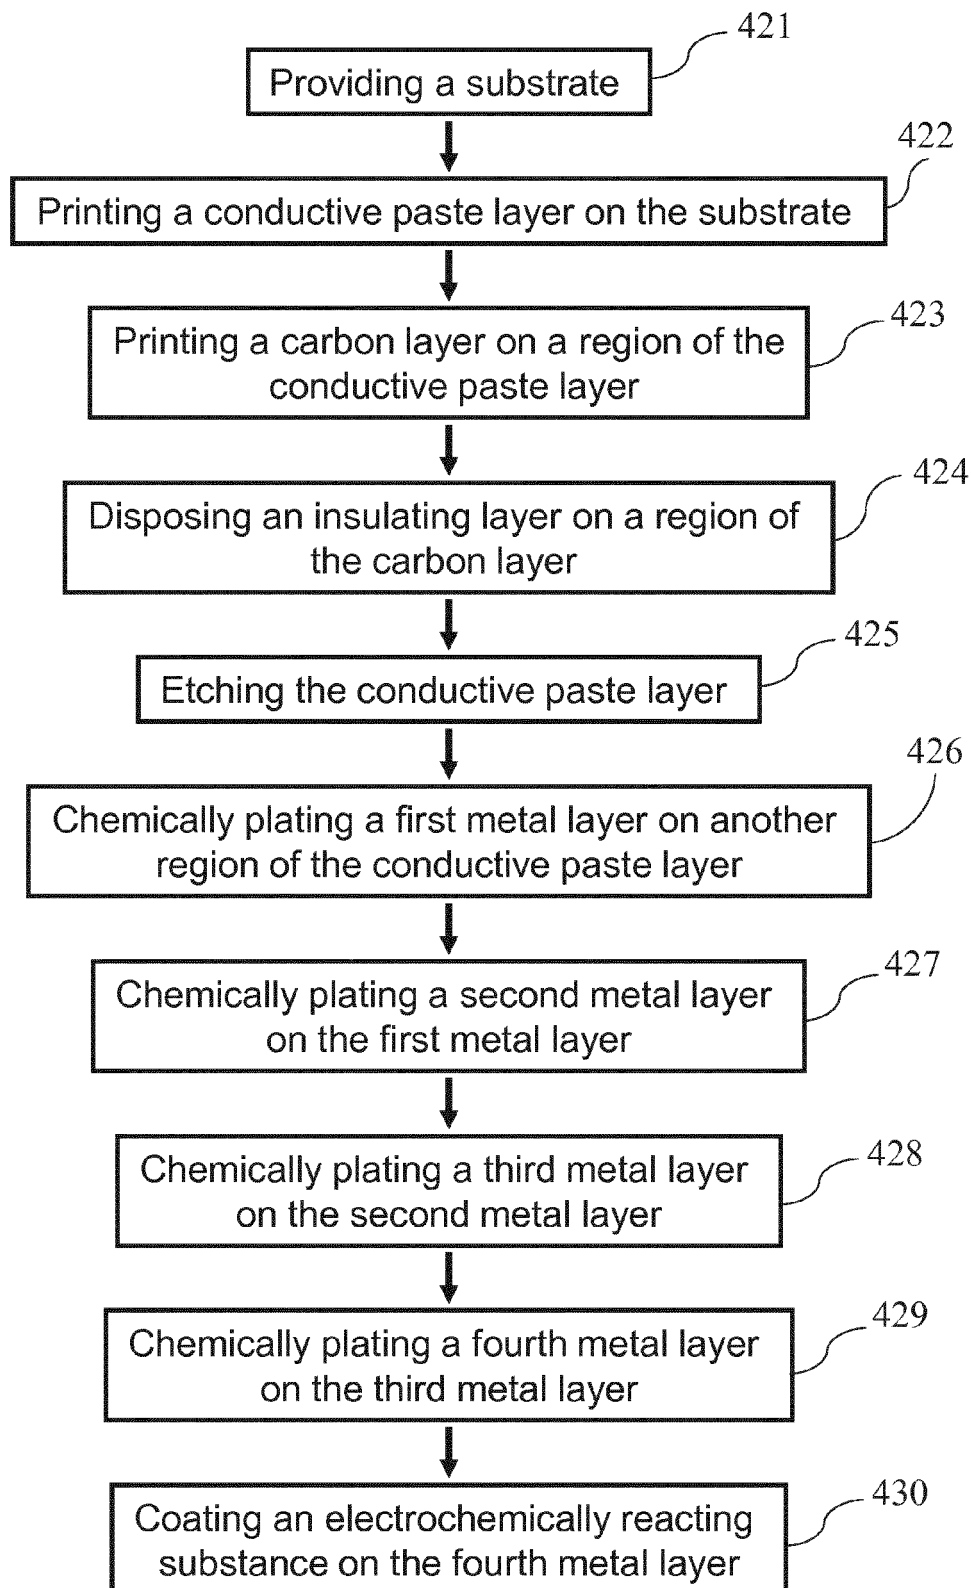 421
Providing a substrate
422
Printing a conductive paste layer on the substrate
423
Printing a carbon layer on a region of the
conductive paste layer
424
Disposing an insulating layer on a region of
the carbon layer
425
Etching the conductive paste layer
426
Chemically plating a first metal layer on another
region of the conductive paste layer
427
Chemically plating a second metal layer
on the first metal layer
428
Chemically plating a third metal layer
on the second metal layer
429
Chemically plating a fourth metal layer
on the third metal layer
430
Coating an electrochemically reacting
substance on the fourth metal layer